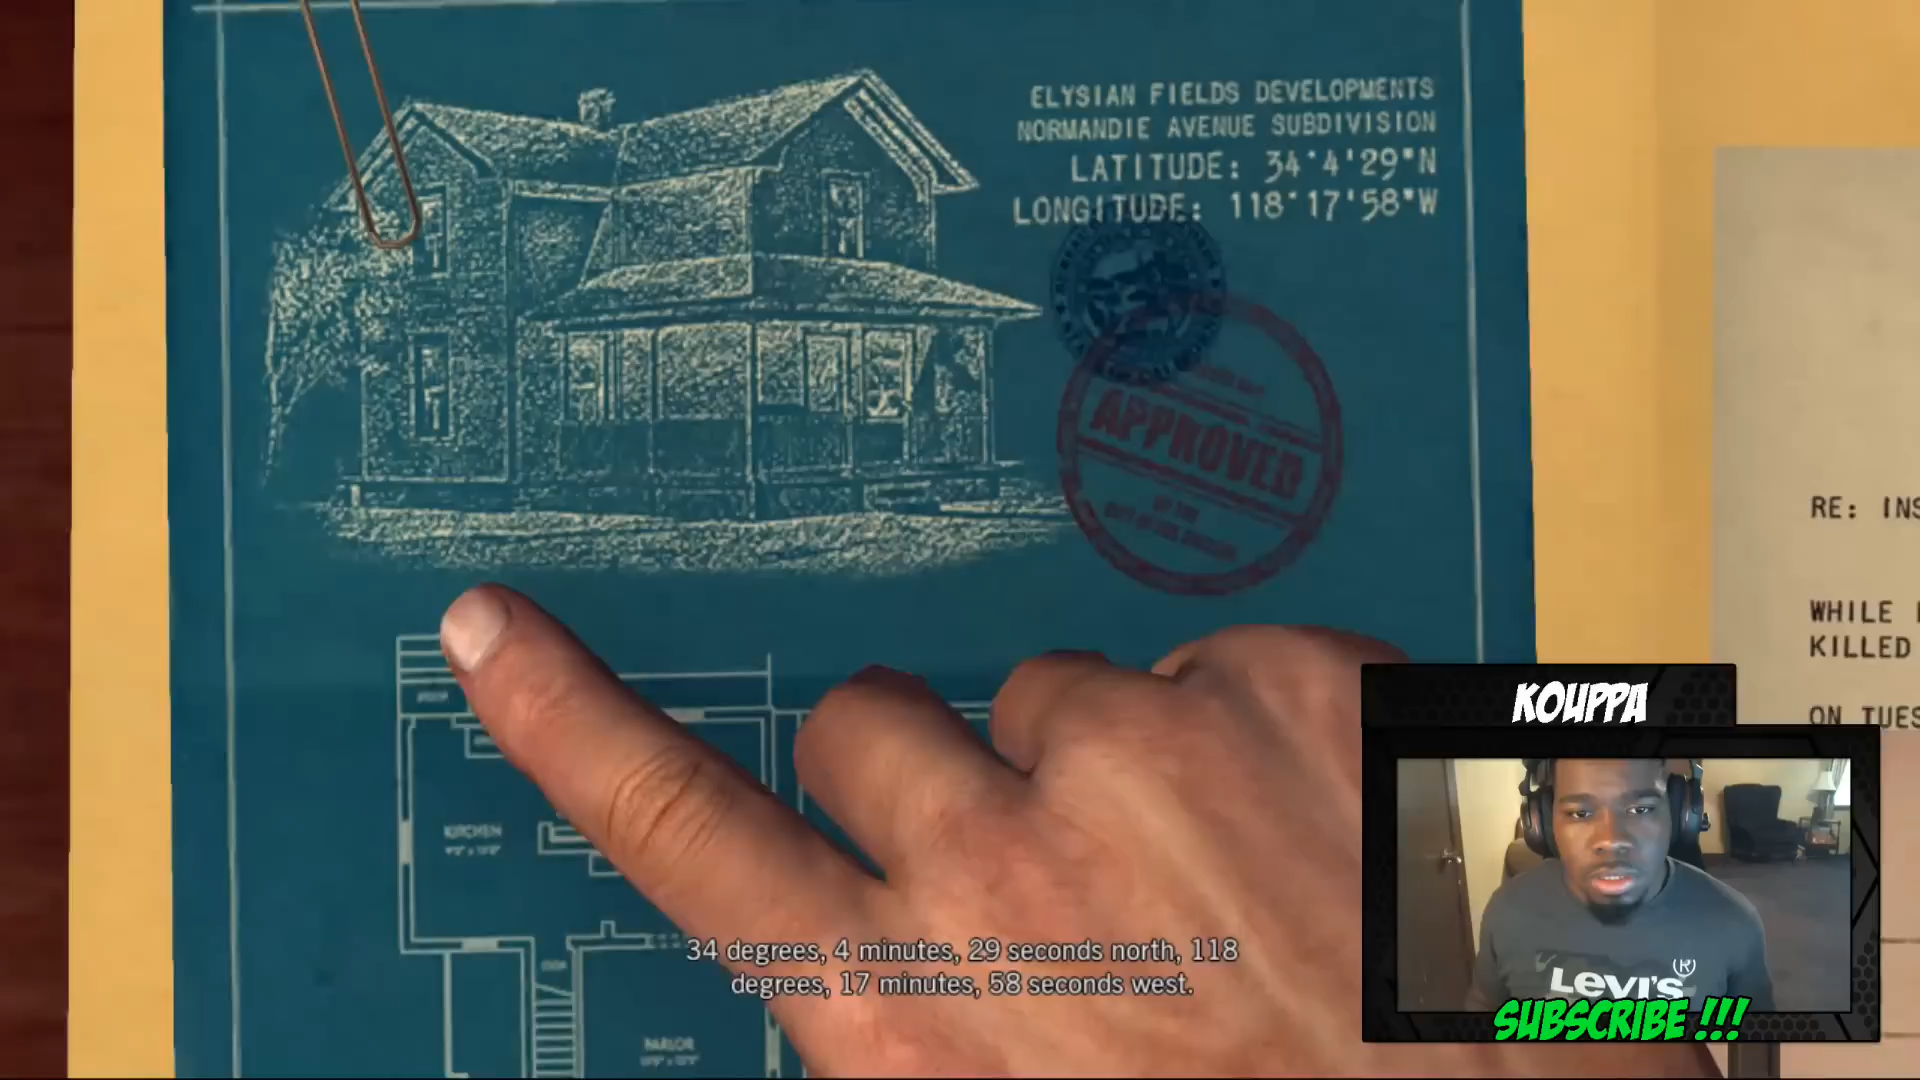 ELYSIAN FIELDS DEVELOPMENTS
NORMANDIE AVENUE SUBDIVISION
LATITUDE: 34°4'29"N
LONGITUDE: 118°17'58"W
APPROVED
RE: INS
WHILE
KILLED
ON TUES
KITCHEN
PARLOR
34 degrees, 4 minutes, 29 seconds north, 118
degrees, 17 minutes, 58 seconds west.
KOUPPA
Levi's®
SUBSCRIBE !!!